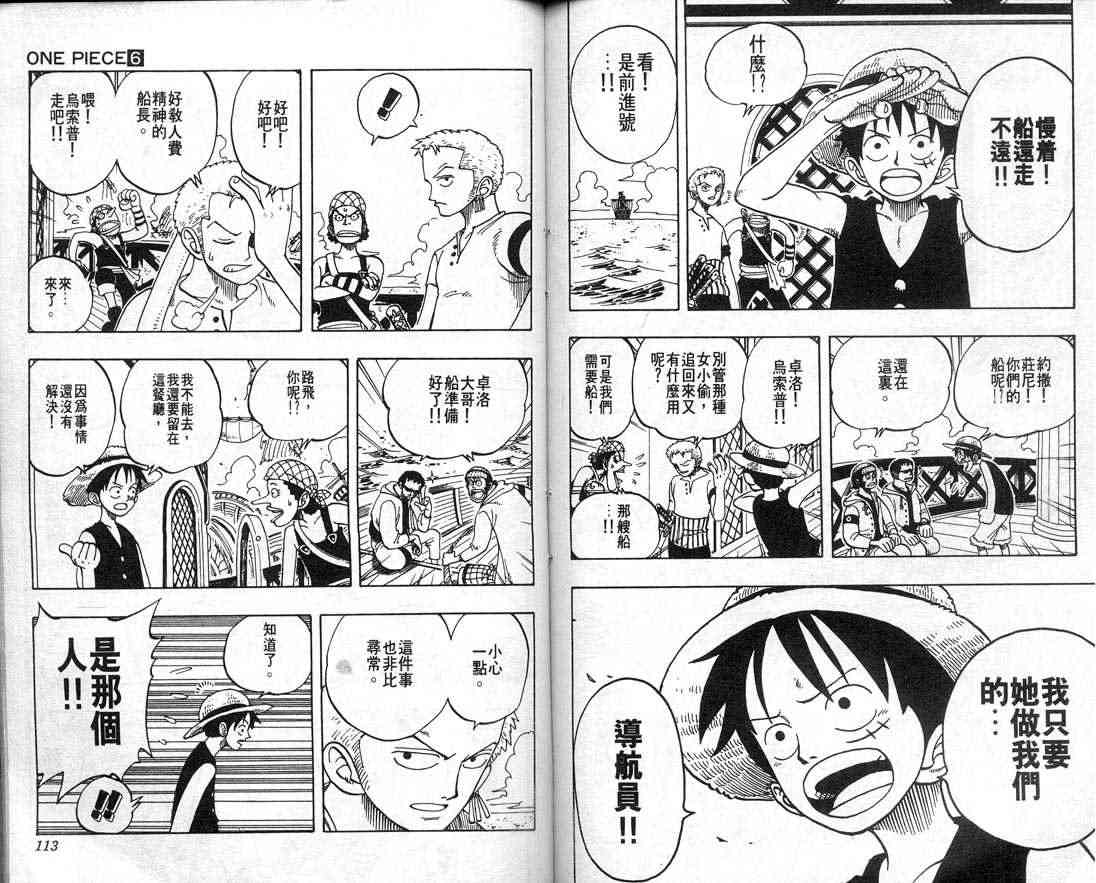 慢着！
船還走
不遠!!
什麼!?
看！
是前進號
…!!
約撒！
莊尼！
你們的
船呢!?
還在
這裏。
卓洛！
烏索普!!
別管那種
女小偷，
追回來又
有什麼用
呢？
那艘船
…!!
可是我們
需要船！
我只要
她做我們
的…
導航員!!
ONE PIECE 6
!!
好吧！
好吧！
好教人費
精神的
船長。
喂！
烏索普！
走吧!!
來…
來了。
卓洛
大哥！
船準備
好了!!
路飛，
你呢!?
我不能去，
我還要留在
這餐廳，
因爲事情
還沒有
解決！
小心
一點。
這件事
也非比
尋常。
知道了。
是那個
人!!
!!
113